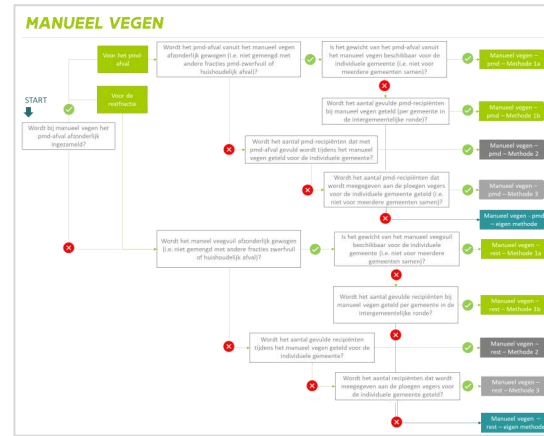 MANUEEL VEGEN
Voor het pmd
afval
Wordt het pmd-afval vanuit het manueel vegen
afzonderlijk gewogen (i.e. niet gemengd met
andere fracties pmd-zwerfvuil of
huishoudelijk afval)?
Is het gewicht van het pmd-afval vanuit
het manueel vegen beschikbaar voor de
individuele gemeente (i.e. niet voor
meerdere gemeenten samen)?
Manueel vegen –
pmd – Methode 1a
START
Voor de
restfractie
Wordt bij manueel vegen het
pmd-afval afzonderlijk
ingezameld?
Wordt het aantal gevulde pmd-recipiënten
bij manueel vegen geteld (per gemeente in
de intergemeentelijke ronde)?
Manueel vegen –
pmd – Methode 1b
Wordt het aantal pmd-recipiënten dat met
pmd-afval gevuld wordt tijdens het manueel
vegen geteld voor de individuele gemeente?
Manueel vegen –
pmd – Methode 2
Wordt het aantal pmd-recipiënten dat
wordt meegegeven aan de ploegen vegers
voor de individuele gemeente geteld (i.e.
niet voor meerdere gemeenten samen)?
Manueel vegen –
pmd – Methode 3
Manueel vegen - pmd
– eigen methode
Wordt het manueel veegvuil afzonderlijk gewogen
(i.e. niet gemengd met andere fracties zwerfvuil
of huishoudelijk afval)?
Is het gewicht van het manueel veegvuil
beschikbaar voor de individuele
gemeente (i.e. niet voor meerdere
gemeenten samen)?
Manueel vegen –
rest – Methode 1a
Wordt het aantal gevulde recipiënten bij
manueel vegen geteld per gemeente in de
intergemeentelijke ronde?
Manueel vegen –
rest – Methode 1b
Wordt het aantal gevulde recipiënten
tijdens het manueel vegen geteld voor de
individuele gemeente?
Manueel vegen –
rest – Methode 2
Wordt het aantal recipiënten dat wordt
meegegeven aan de ploegen vegers voor
de individuele gemeente geteld?
Manueel vegen –
rest – Methode 3
Manueel vegen –
rest – eigen methode